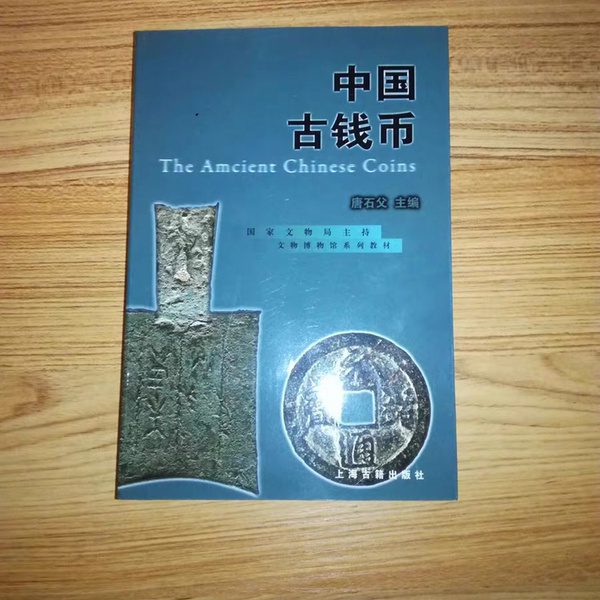 中国
古钱币
The Amcient Chinese Coins
唐石父 主编
国家文物局主持
文物博物馆系列教材
上海古籍出版社